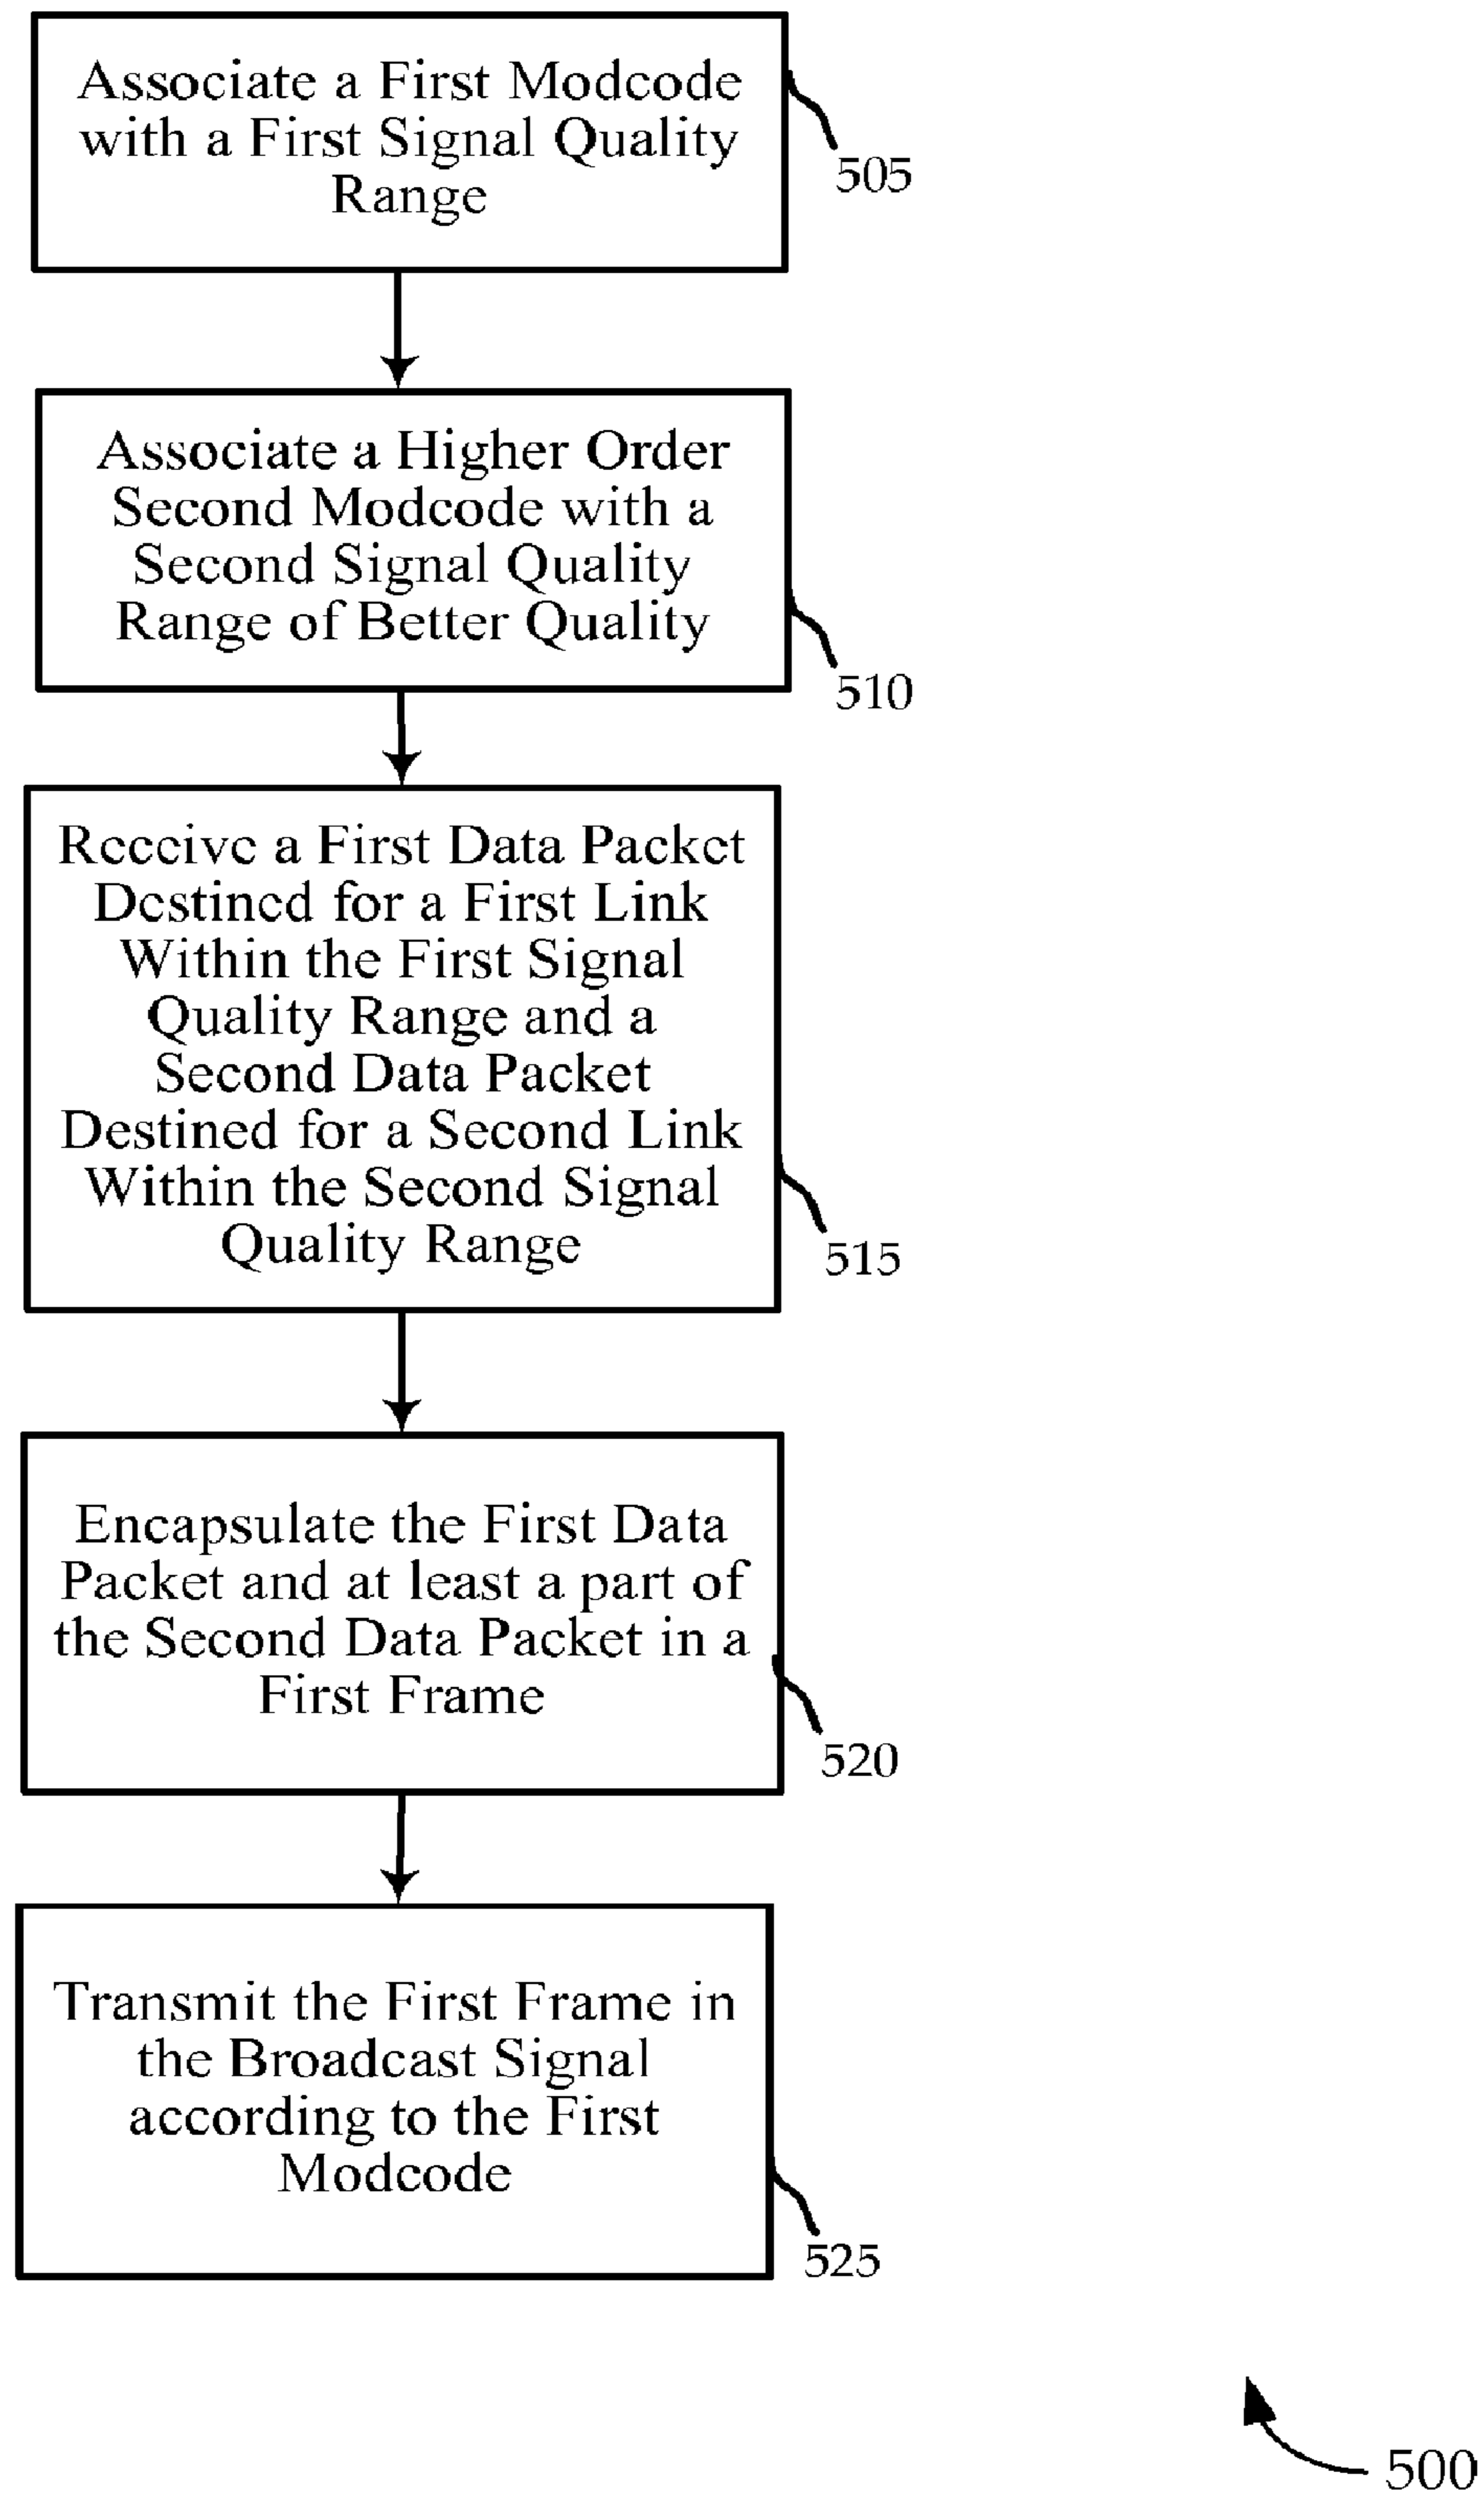 Associate a First Modcode
with a First Signal Quality
Range
505
Associate a Higher Order
Second Modcode with a
Second Signal Quality
Range of Better Quality
510
Receive a First Data Packet
Destined for a First Link
Within the First Signal
Quality Range and a
Second Data Packet
Destined for a Second Link
Within the Second Signal
Quality Range
515
Encapsulate the First Data
Packet and at least a part of
the Second Data Packet in a
First Frame
520
Transmit the First Frame in
the Broadcast Signal
according to the First
Modcode
525
500